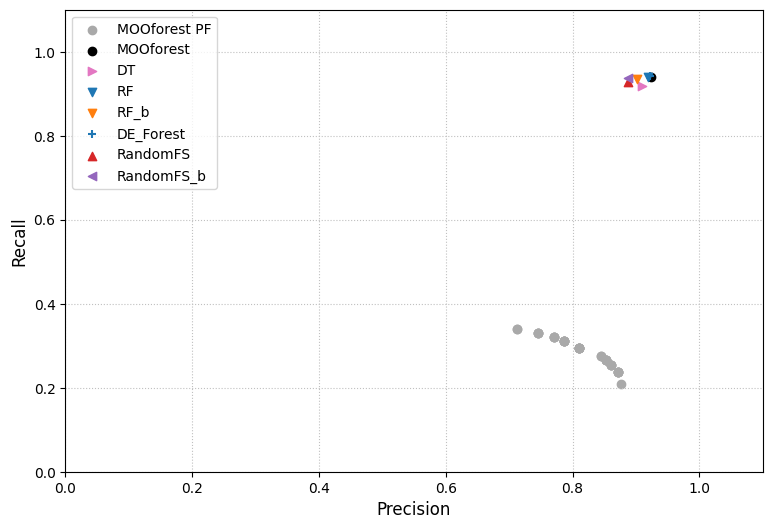 MOOforest PF
MOOforest
DT
RF
RF_b
DE_Forest
RandomFS
RandomFS_b
1.0
0.8
0.6
0.4
0.2
0.0
Recall
0.0 0.2 0.4 0.6 0.8 1.0
Precision